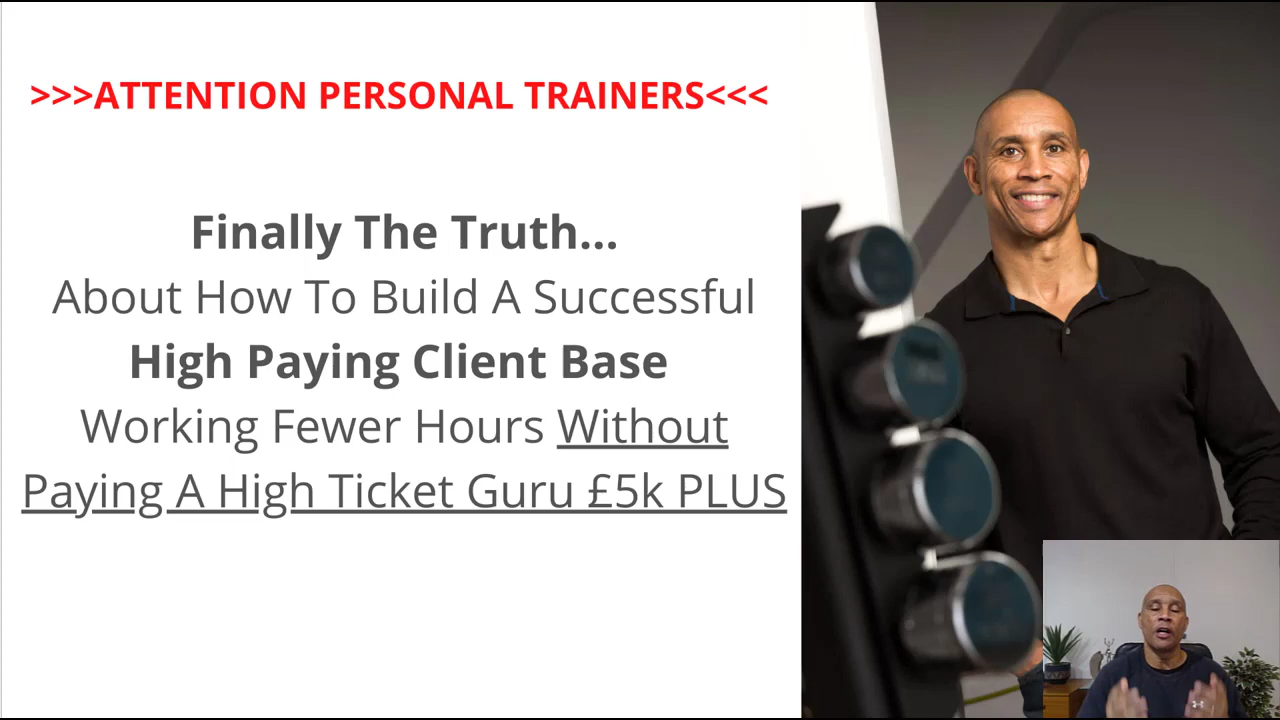 >>>ATTENTION PERSONAL TRAINERS<<<
Finally The Truth...
About How To Build A Successful
High Paying Client Base
Working Fewer Hours Without
Paying A High Ticket Guru £5k PLUS